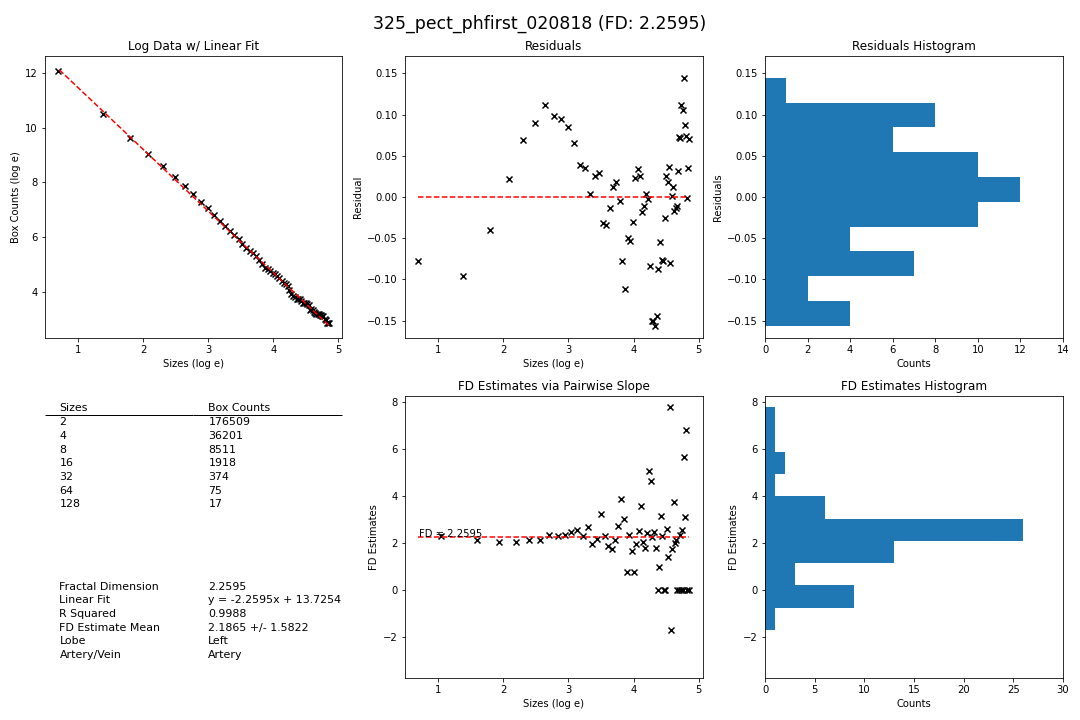 325_pect_phfirst_020818 (FD: 2.2595)
Log Data w/ Linear Fit
Box Counts (log e)
12
10
8
6
4
1 2 3 4 5
Sizes (log e)
Residuals
Residual
0.15
0.10
0.05
0.00
−0.05
−0.10
−0.15
1 2 3 4 5
Sizes (log e)
Residuals Histogram
Residuals
0.15
0.10
0.05
0.00
−0.05
−0.10
−0.15
0 2 4 6 8 10 12 14
Counts
Sizes Box Counts
2 176509
4 36201
8 8511
16 1918
32 374
64 75
128 17
Fractal Dimension 2.2595
Linear Fit y = -2.2595x + 13.7254
R Squared 0.9988
FD Estimate Mean 2.1865 +/- 1.5822
Lobe Left
Artery/Vein Artery
FD Estimates via Pairwise Slope
FD Estimates
8
6
4
2
0
−2
FD = 2.2595
1 2 3 4 5
Sizes (log e)
FD Estimates Histogram
FD Estimates
8
6
4
2
0
−2
0 5 10 15 20 25 30
Counts